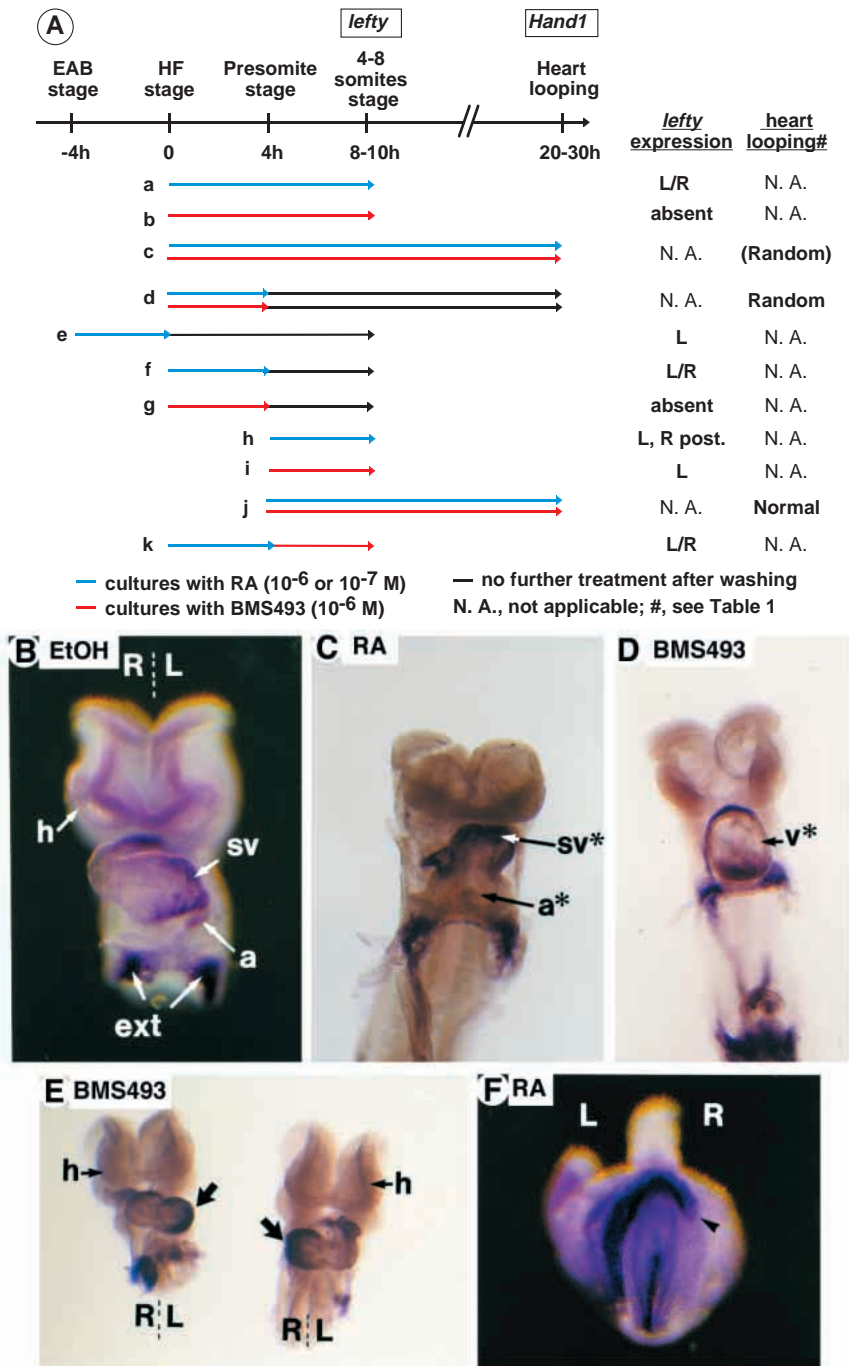 A
lefty
Hand1
EAB stage
HF stage
Presomite stage
4-8 somites stage
Heart looping
-4h
0
4h
8-10h
20-30h
lefty expression
heart looping#
a L/R N. A.
b absent N. A.
c N. A. (Random)
d N. A. Random
e L N. A.
f L/R N. A.
g absent N. A.
h L, R post. N. A.
i L N. A.
j N. A. Normal
k L/R N. A.
cultures with RA (10-6 or 10-7 M)
no further treatment after washing
cultures with BMS493 (10-6 M)
N. A., not applicable; #, see Table 1
B EtOH
R L
h
sv
a
ext
C RA
sv*
a*
D BMS493
v*
E BMS493
h
h
R L
R L
F RA
L R